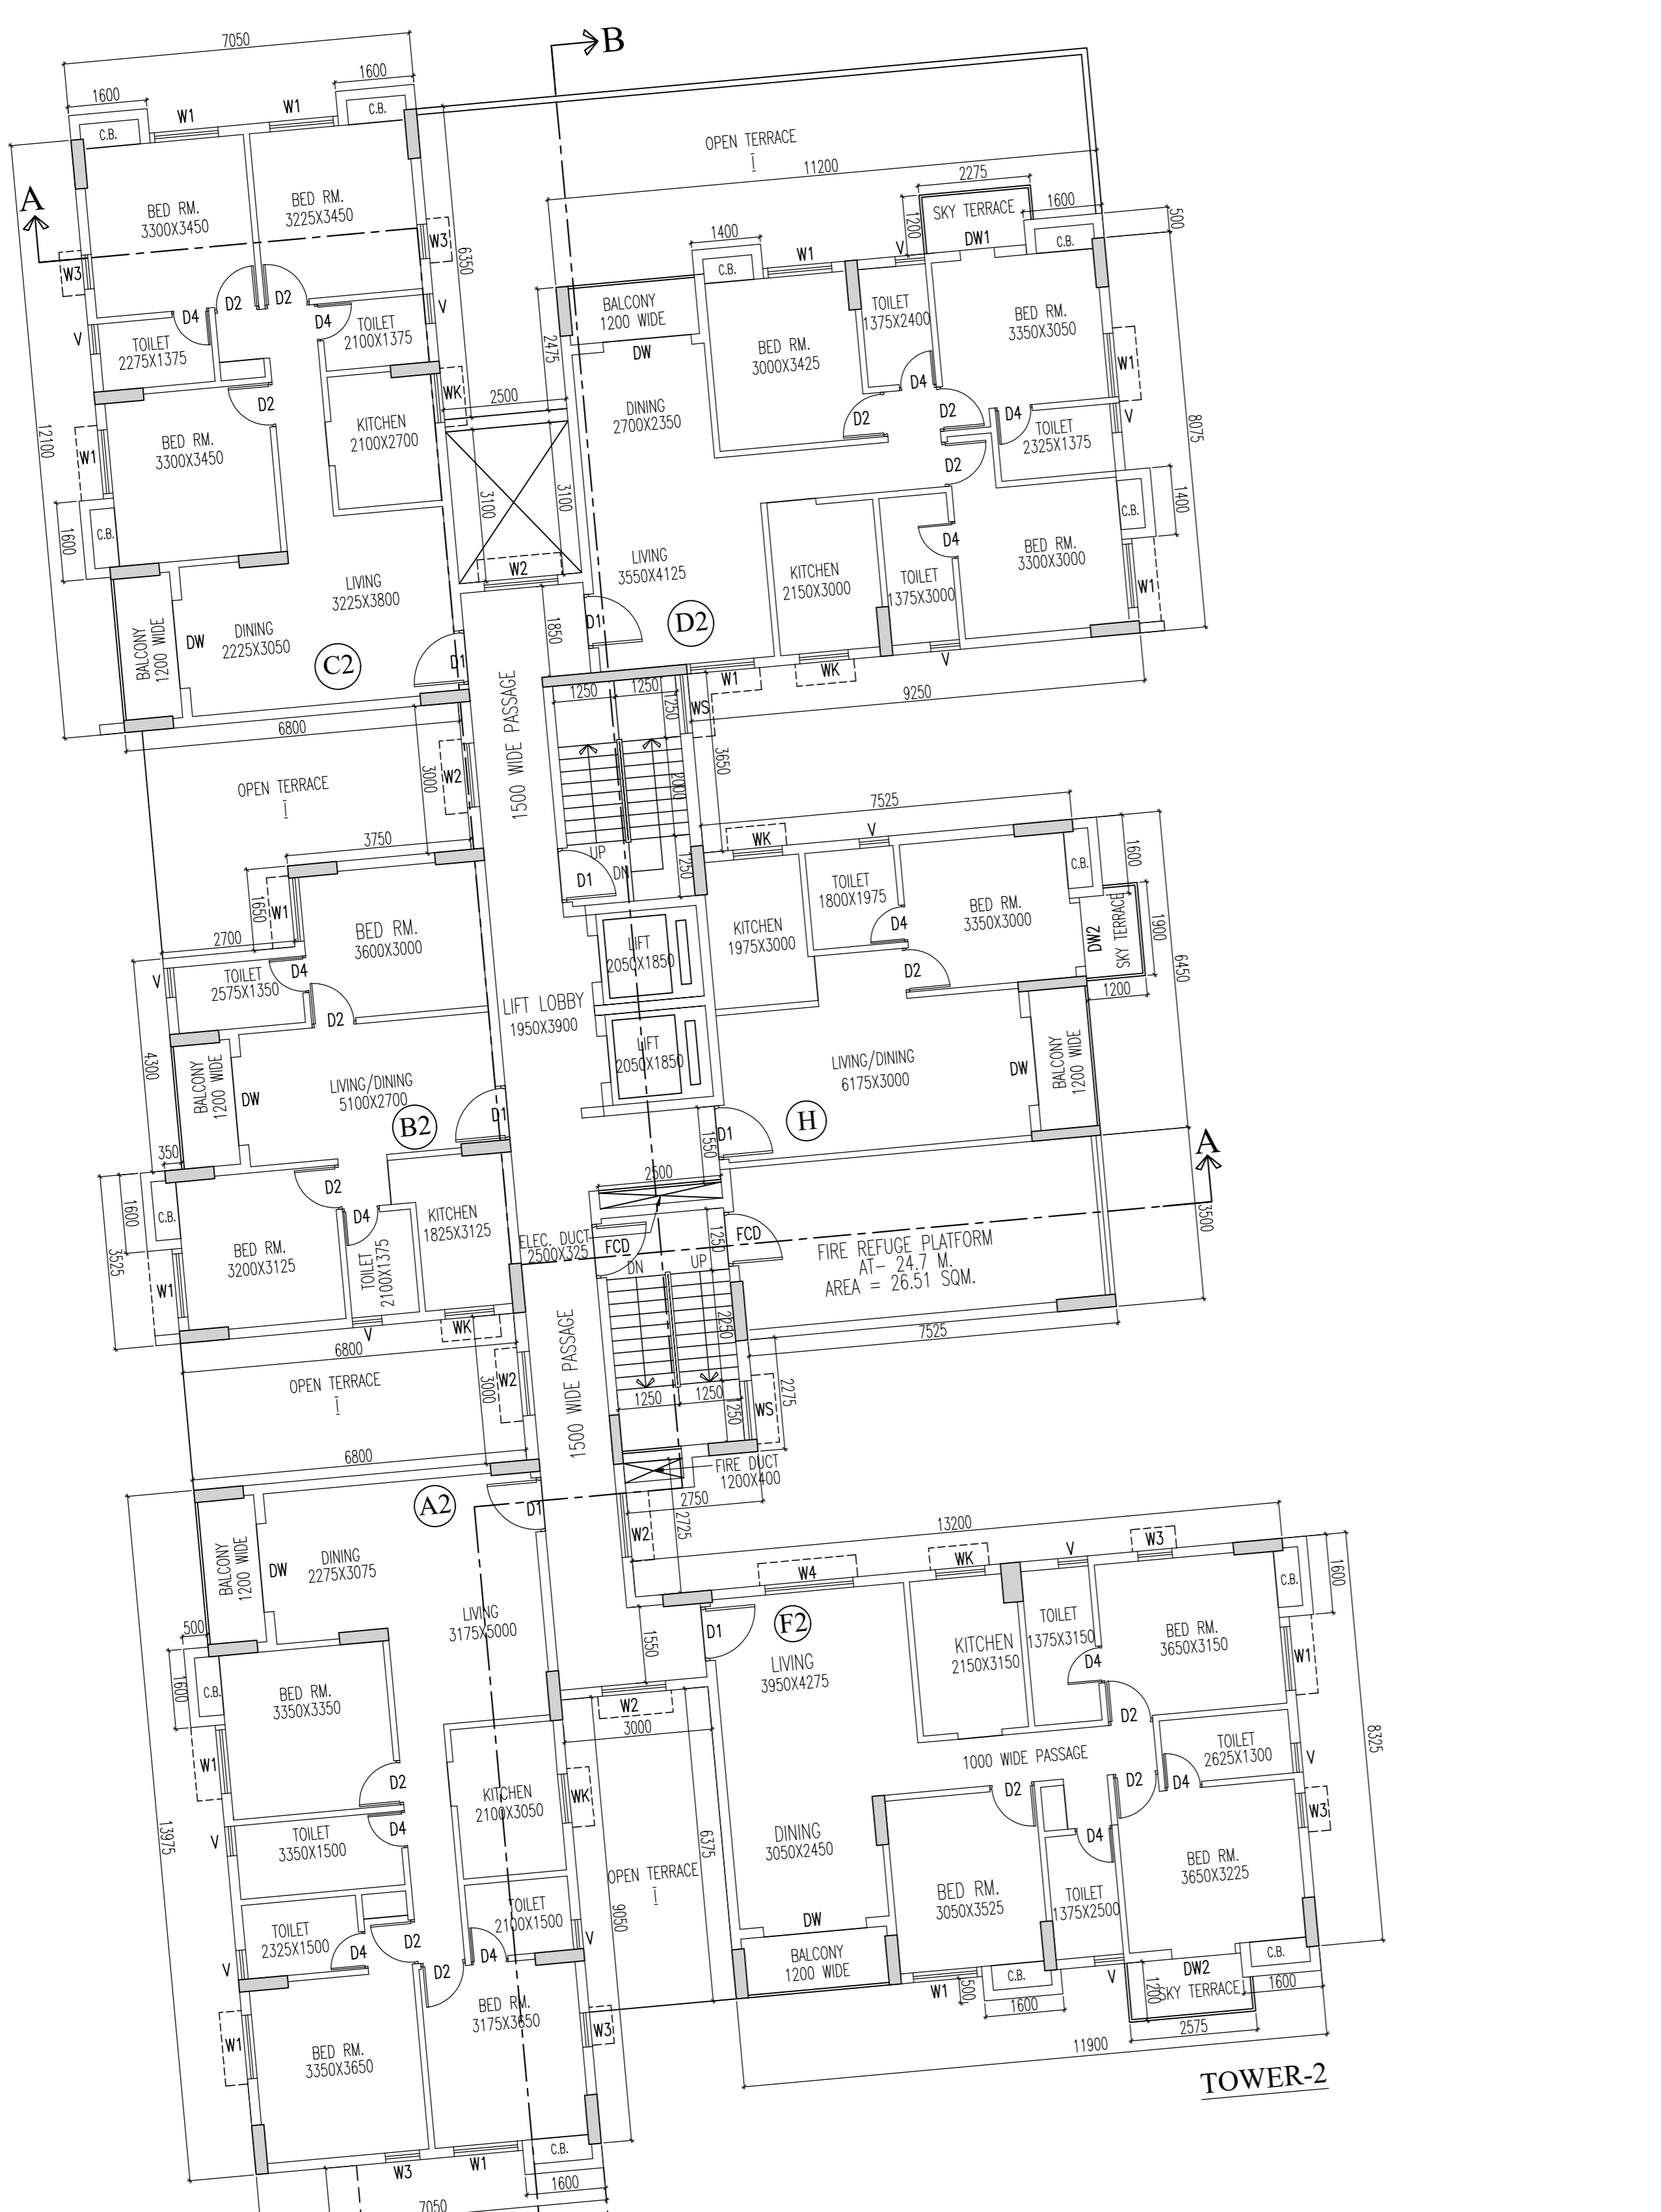 7050
B
1600
1600
W1
W1
C.B.
C.B.
OPEN TERRACE
I
11200
2275
1600
500
A
BED RM.
3300X3450
BED RM.
3225X3450
SKY TERRACE
1200
DW1
C.B.
V
1400
W1
C.B.
W3
W3
6350
BALCONY
1200 WIDE
TOILET
1375X2400
BED RM.
3350X3050
D2
D2
D4
D4
V
V
TOILET
2275X1375
TOILET
2100X1375
2475
DW
BED RM.
3000X3425
W1
D4
WK
2500
D2
DINING
2700X2350
D2
D2
D4
V
TOILET
2325X1375
8075
12100
W1
BED RM.
3300X3450
KITCHEN
2100X2700
D2
3100
3100
C.B.
1400
1600
C.B.
W2
LIVING
3550X4125
KITCHEN
2150X3000
TOILET
1375X3000
D4
BED RM.
3300X3000
W1
LIVING
3225X3800
DINING
2225X3050
DW
BALCONY
1200 WIDE
C2
D1
1850
D1
D2
W1
WK
V
9250
6800
1500 WIDE PASSAGE
1250
1250
1250
WS
3650
2000
OPEN TERRACE
I
3000
W2
3750
7525
WK
V
1600
C.B.
UP
DN
D1
1250
TOILET
1800X1975
W1
1650
BED RM.
3600X3000
KITCHEN
1975X3000
D4
BED RM.
3350X3000
DW2
SKY TERRACE
1900
6450
2700
V
TOILET
2575X1350
D4
LIFT
2050X1850
D2
1200
D2
LIFT LOBBY
1950X3900
LIFT
2050X1850
4300
BALCONY
1200 WIDE
DW
LIVING/DINING
5100X2700
LIVING/DINING
6175X3000
DW
BALCONY
1200 WIDE
B2
D1
H
D1
1550
350
A
1600
C.B.
D2
2500
3525
BED RM.
3200X3125
D4
TOILET
2100X1375
KITCHEN
1825X3125
ELEC. DUCT
2500X325
FCD
1250
FCD
FIRE REFUGE PLATFORM
AT- 24.7 M.
AREA = 26.51 SQM.
3500
DN
UP
W1
V
WK
2250
7525
6800
1500 WIDE PASSAGE
OPEN TERRACE
I
3000
W2
1250
1250
1250
WS
2275
6800
FIRE DUCT
1200X400
A2
D1
2750
2725
W2
13200
BALCONY
1200 WIDE
DW
DINING
2275X3075
W4
WK
V
W3
1600
C.B.
LIVING
3175X5000
500
1550
D1
F2
LIVING
3950X4275
KITCHEN
2150X3150
TOILET
1375X3150
D4
BED RM.
3650X3150
W1
1600
C.B.
BED RM.
3350X3350
W2
3000
D2
1000 WIDE PASSAGE
TOILET
2625X1300
V
8325
W1
D2
KITCHEN
2100X3050
WK
D2
D2
D4
W3
13975
V
TOILET
3350X1500
D4
6375
DINING
3050X2450
D4
BED RM.
3650X3225
OPEN TERRACE
I
BED RM.
3050X3525
TOILET
1375X2500
TOILET
2325X1500
TOILET
2100X1500
9050
DW
V
D4
D2
D2
D4
V
BALCONY
1200 WIDE
W1
500
C.B.
1600
V
1200
DW2
SKY TERRACE
C.B.
1600
2575
BED RM.
3175X3650
W3
W1
BED RM.
3350X3650
11900
TOWER-2
W3
W1
C.B.
1600
7050